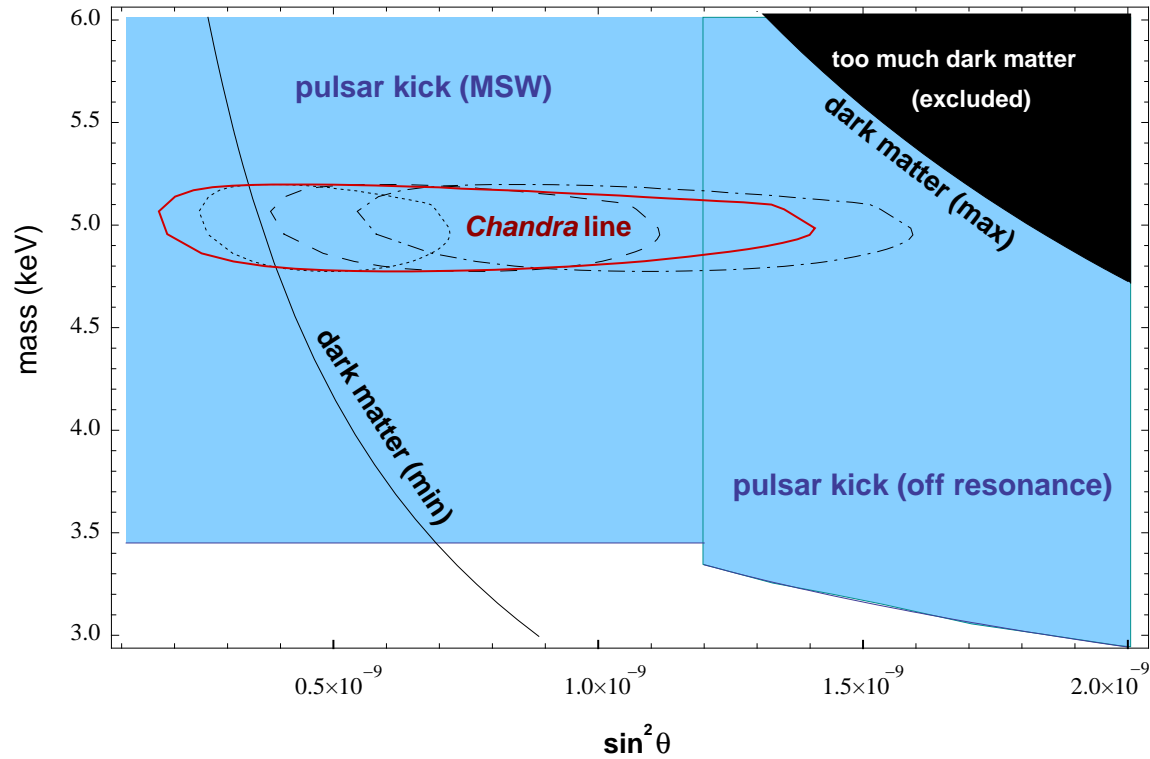 6.0
5.5
5.0
4.5
4.0
3.5
3.0
mass (keV)
pulsar kick (MSW)
too much dark matter
(excluded)
dark matter (max)
Chandra line
dark matter (min)
pulsar kick (off resonance)
0.5×10⁻⁹
1.0×10⁻⁹
1.5×10⁻⁹
2.0×10⁻⁹
sin² θ